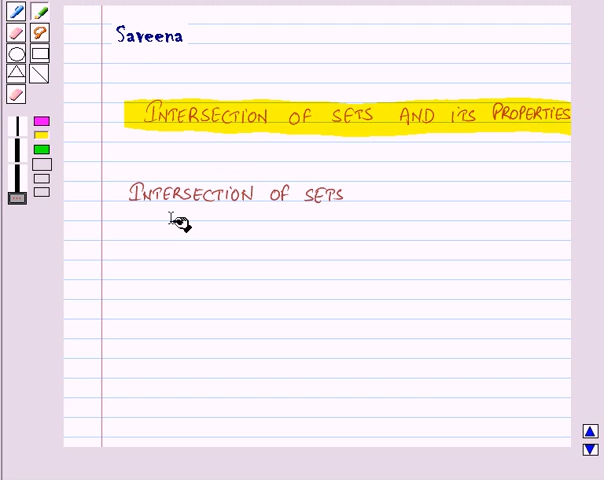 Saveena
INTERSECTION OF SETS AND ITS PROPERTIES
INTERSECTION OF SETS